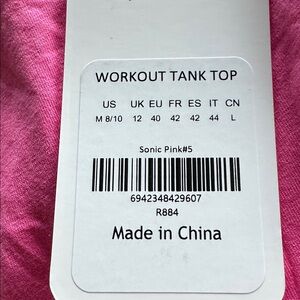 WORKOUT TANK TOP
US UK EU FR ES IT CN
M 8/10 12 40 42 42 44 L
Sonic Pink#5
6942348429607
R884
Made in China